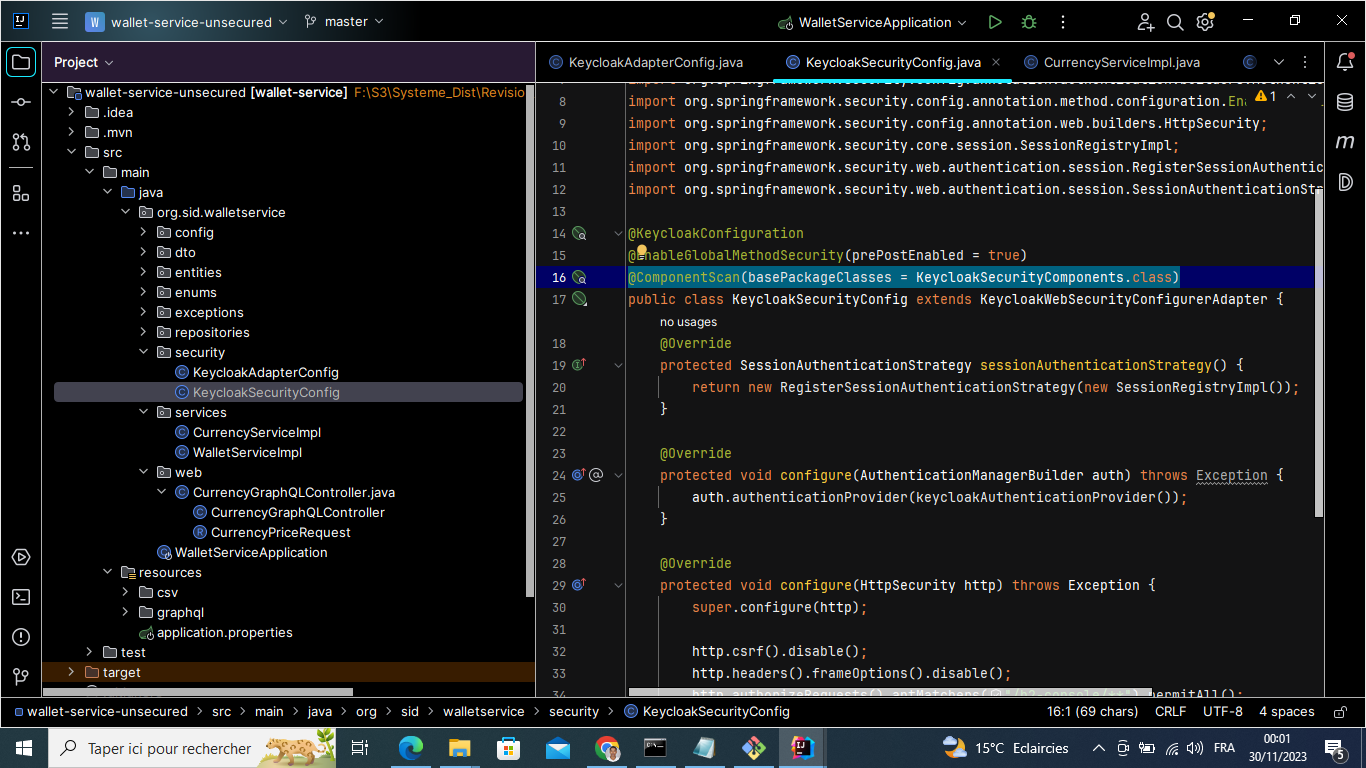 W wallet-service-unsecured master WalletServiceApplication
Project
wallet-service-unsecured [wallet-service] F:\S3\Systeme_Dist\Revisio
.idea
.mvn
src
main
java
org.sid.walletservice
config
dto
entities
enums
exceptions
repositories
security
KeycloakAdapterConfig
KeycloakSecurityConfig
services
CurrencyServiceImpl
WalletServiceImpl
web
CurrencyGraphQLController.java
CurrencyGraphQLController
CurrencyPriceRequest
WalletServiceApplication
resources
csv
graphql
application.properties
test
target
KeycloakAdapterConfig.java KeycloakSecurityConfig.java CurrencyServiceImpl.java
8 import org.springframework.security.config.annotation.method.configuration.Ena 1
9 import org.springframework.security.config.annotation.web.builders.HttpSecurity;
10 import org.springframework.security.core.session.SessionRegistryImpl;
11 import org.springframework.security.web.authentication.session.RegisterSessionAuthentic
12 import org.springframework.security.web.authentication.session.SessionAuthenticationStr
13
14 @KeycloakConfiguration
15 @EnableGlobalMethodSecurity(prePostEnabled = true)
16 @ComponentScan(basePackageClasses = KeycloakSecurityComponents.class)
17 public class KeycloakSecurityConfig extends KeycloakWebSecurityConfigurerAdapter {
no usages
18 @Override
19 protected SessionAuthenticationStrategy sessionAuthenticationStrategy() {
20 return new RegisterSessionAuthenticationStrategy(new SessionRegistryImpl());
21 }
22
23 @Override
24 protected void configure(AuthenticationManagerBuilder auth) throws Exception {
25 auth.authenticationProvider(keycloakAuthenticationProvider());
26 }
27
28 @Override
29 protected void configure(HttpSecurity http) throws Exception {
30 super.configure(http);
31
32 http.csrf().disable();
33 http.headers().frameOptions().disable();
34 http.authorizeRequests().antMatchers("/h2-console/**").permitAll();
wallet-service-unsecured src main java org sid walletservice security KeycloakSecurityConfig 16:1 (69 chars) CRLF UTF-8 4 spaces
Taper ici pour rechercher 15°C Eclaircies FRA 00:01
30/11/2023 5